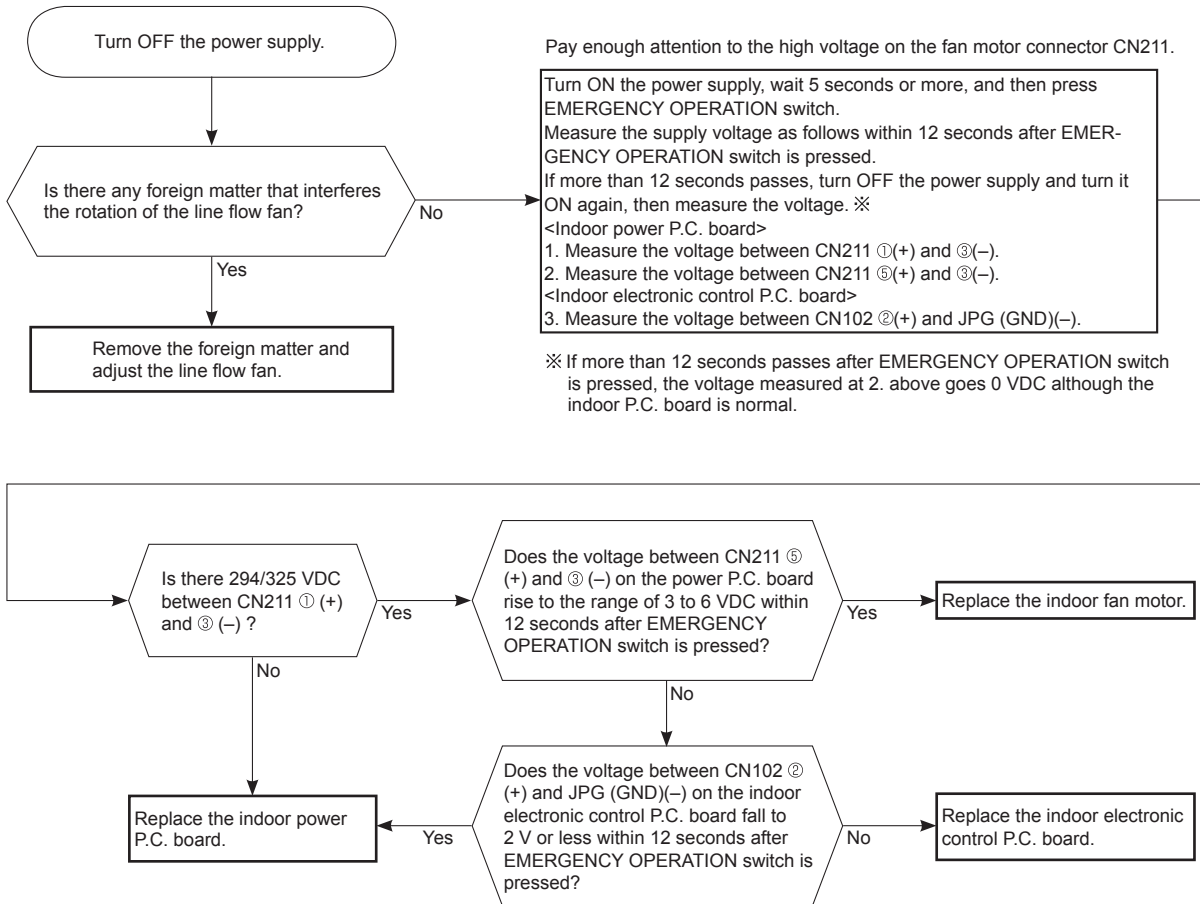 Turn OFF the power supply.
Is there any foreign matter that interferes
the rotation of the line flow fan?
No
Yes
Remove the foreign matter and
adjust the line flow fan.
Pay enough attention to the high voltage on the fan motor connector CN211.
Turn ON the power supply, wait 5 seconds or more, and then press
EMERGENCY OPERATION switch.
Measure the supply voltage as follows within 12 seconds after EMER-
GENCY OPERATION switch is pressed.
If more than 12 seconds passes, turn OFF the power supply and turn it
ON again, then measure the voltage. ※
<Indoor power P.C. board>
1. Measure the voltage between CN211 ①(+) and ③(–).
2. Measure the voltage between CN211 ⑤(+) and ③(–).
<Indoor electronic control P.C. board>
3. Measure the voltage between CN102 ②(+) and JPG (GND)(–).
※ If more than 12 seconds passes after EMERGENCY OPERATION switch
is pressed, the voltage measured at 2. above goes 0 VDC although the
indoor P.C. board is normal.
Is there 294/325 VDC
between CN211 ① (+)
and ③ (–) ?
Yes
No
Does the voltage between CN211 ⑤
(+) and ③ (–) on the power P.C. board
rise to the range of 3 to 6 VDC within
12 seconds after EMERGENCY
OPERATION switch is pressed?
Yes
Replace the indoor fan motor.
No
Does the voltage between CN102 ②
(+) and JPG (GND)(–) on the indoor
electronic control P.C. board fall to
2 V or less within 12 seconds after
EMERGENCY OPERATION switch is
pressed?
Yes
Replace the indoor power
P.C. board.
No
Replace the indoor electronic
control P.C. board.